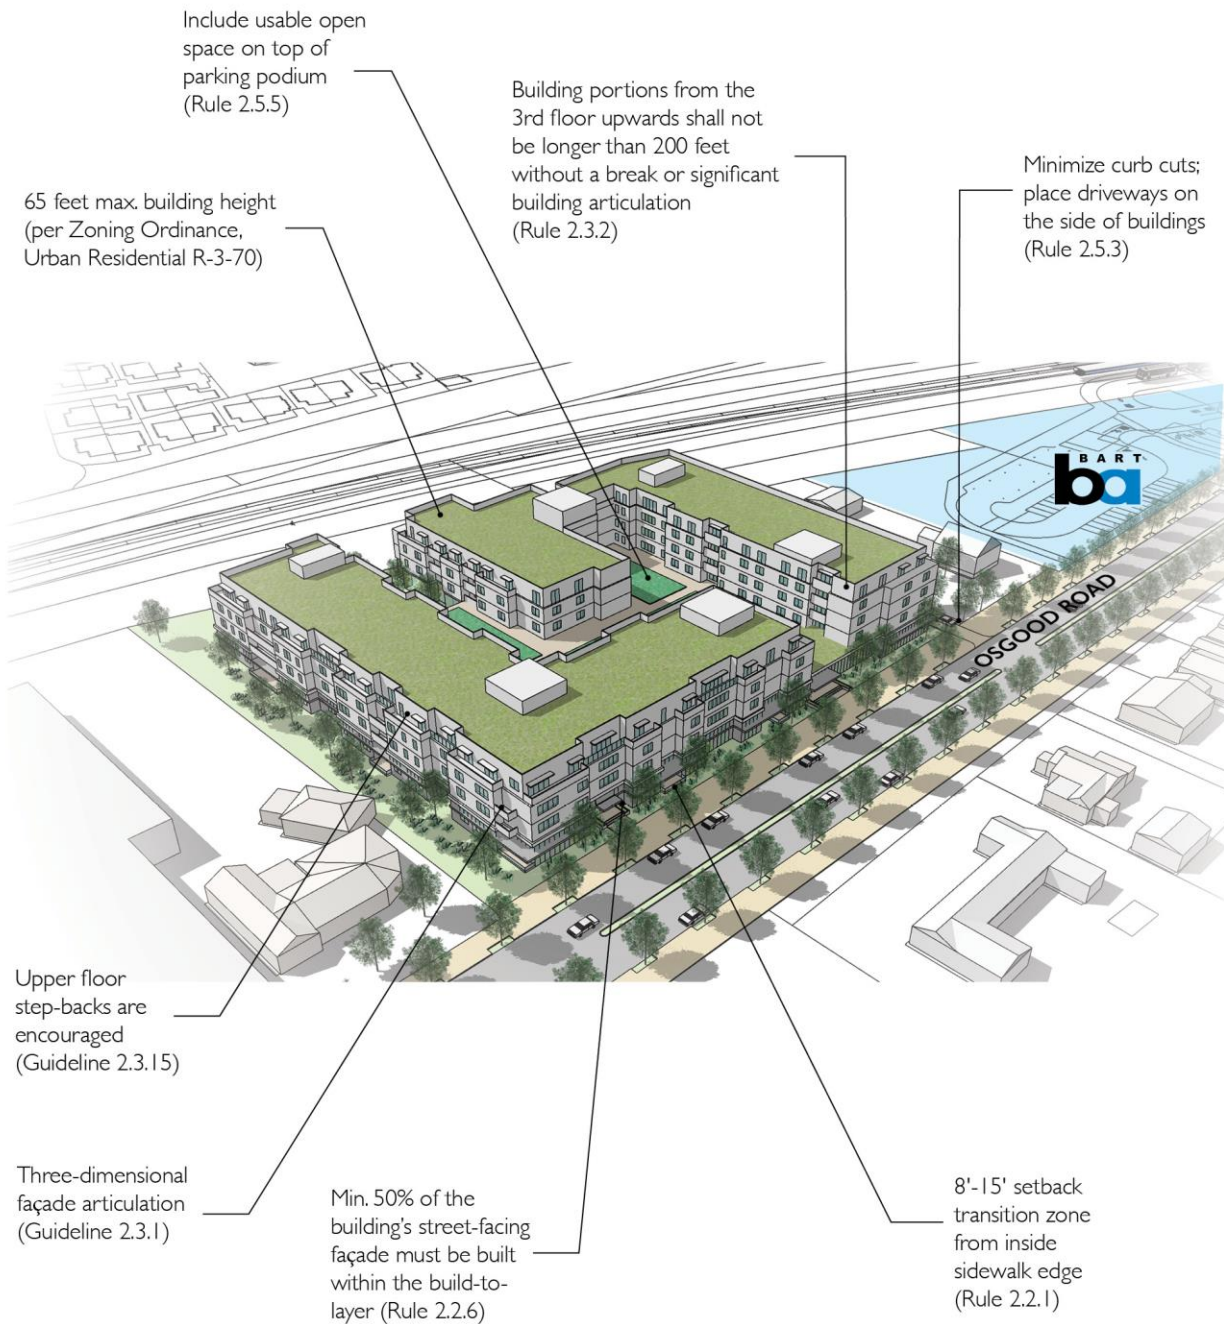 Include usable open
space on top of
parking podium
(Rule 2.5.5)
Building portions from the
3rd floor upwards shall not
be longer than 200 feet
without a break or significant
building articulation
(Rule 2.3.2)
Minimize curb cuts;
place driveways on
the side of buildings
(Rule 2.5.3)
65 feet max. building height
(per Zoning Ordinance,
Urban Residential R-3-70)
BART
ba
OSGOOD ROAD
Upper floor
step-backs are
encouraged
(Guideline 2.3.15)
Three-dimensional
façade articulation
(Guideline 2.3.1)
Min. 50% of the
building's street-facing
façade must be built
within the build-to-
layer (Rule 2.2.6)
8'-15' setback
transition zone
from inside
sidewalk edge
(Rule 2.2.1)